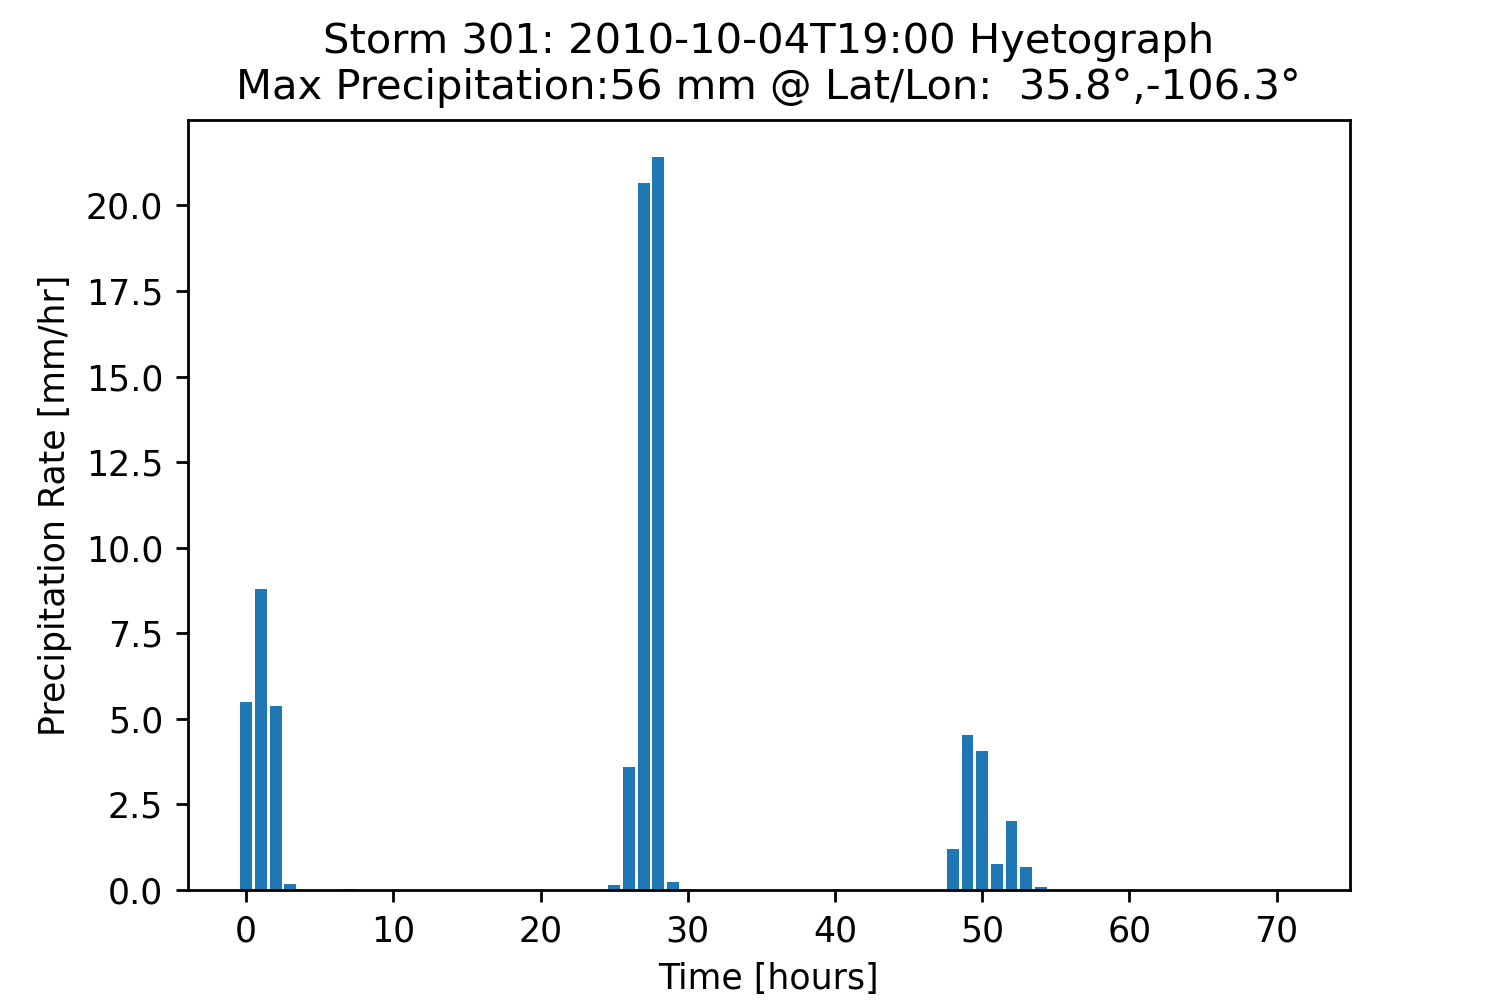 Storm 301: 2010-10-04T19:00 Hyetograph
Max Precipitation:56 mm @ Lat/Lon:  35.8°,-106.3°
Precipitation Rate [mm/hr]
20.0
17.5
15.0
12.5
10.0
7.5
5.0
2.5
0.0
0 10 20 30 40 50 60 70
Time [hours]